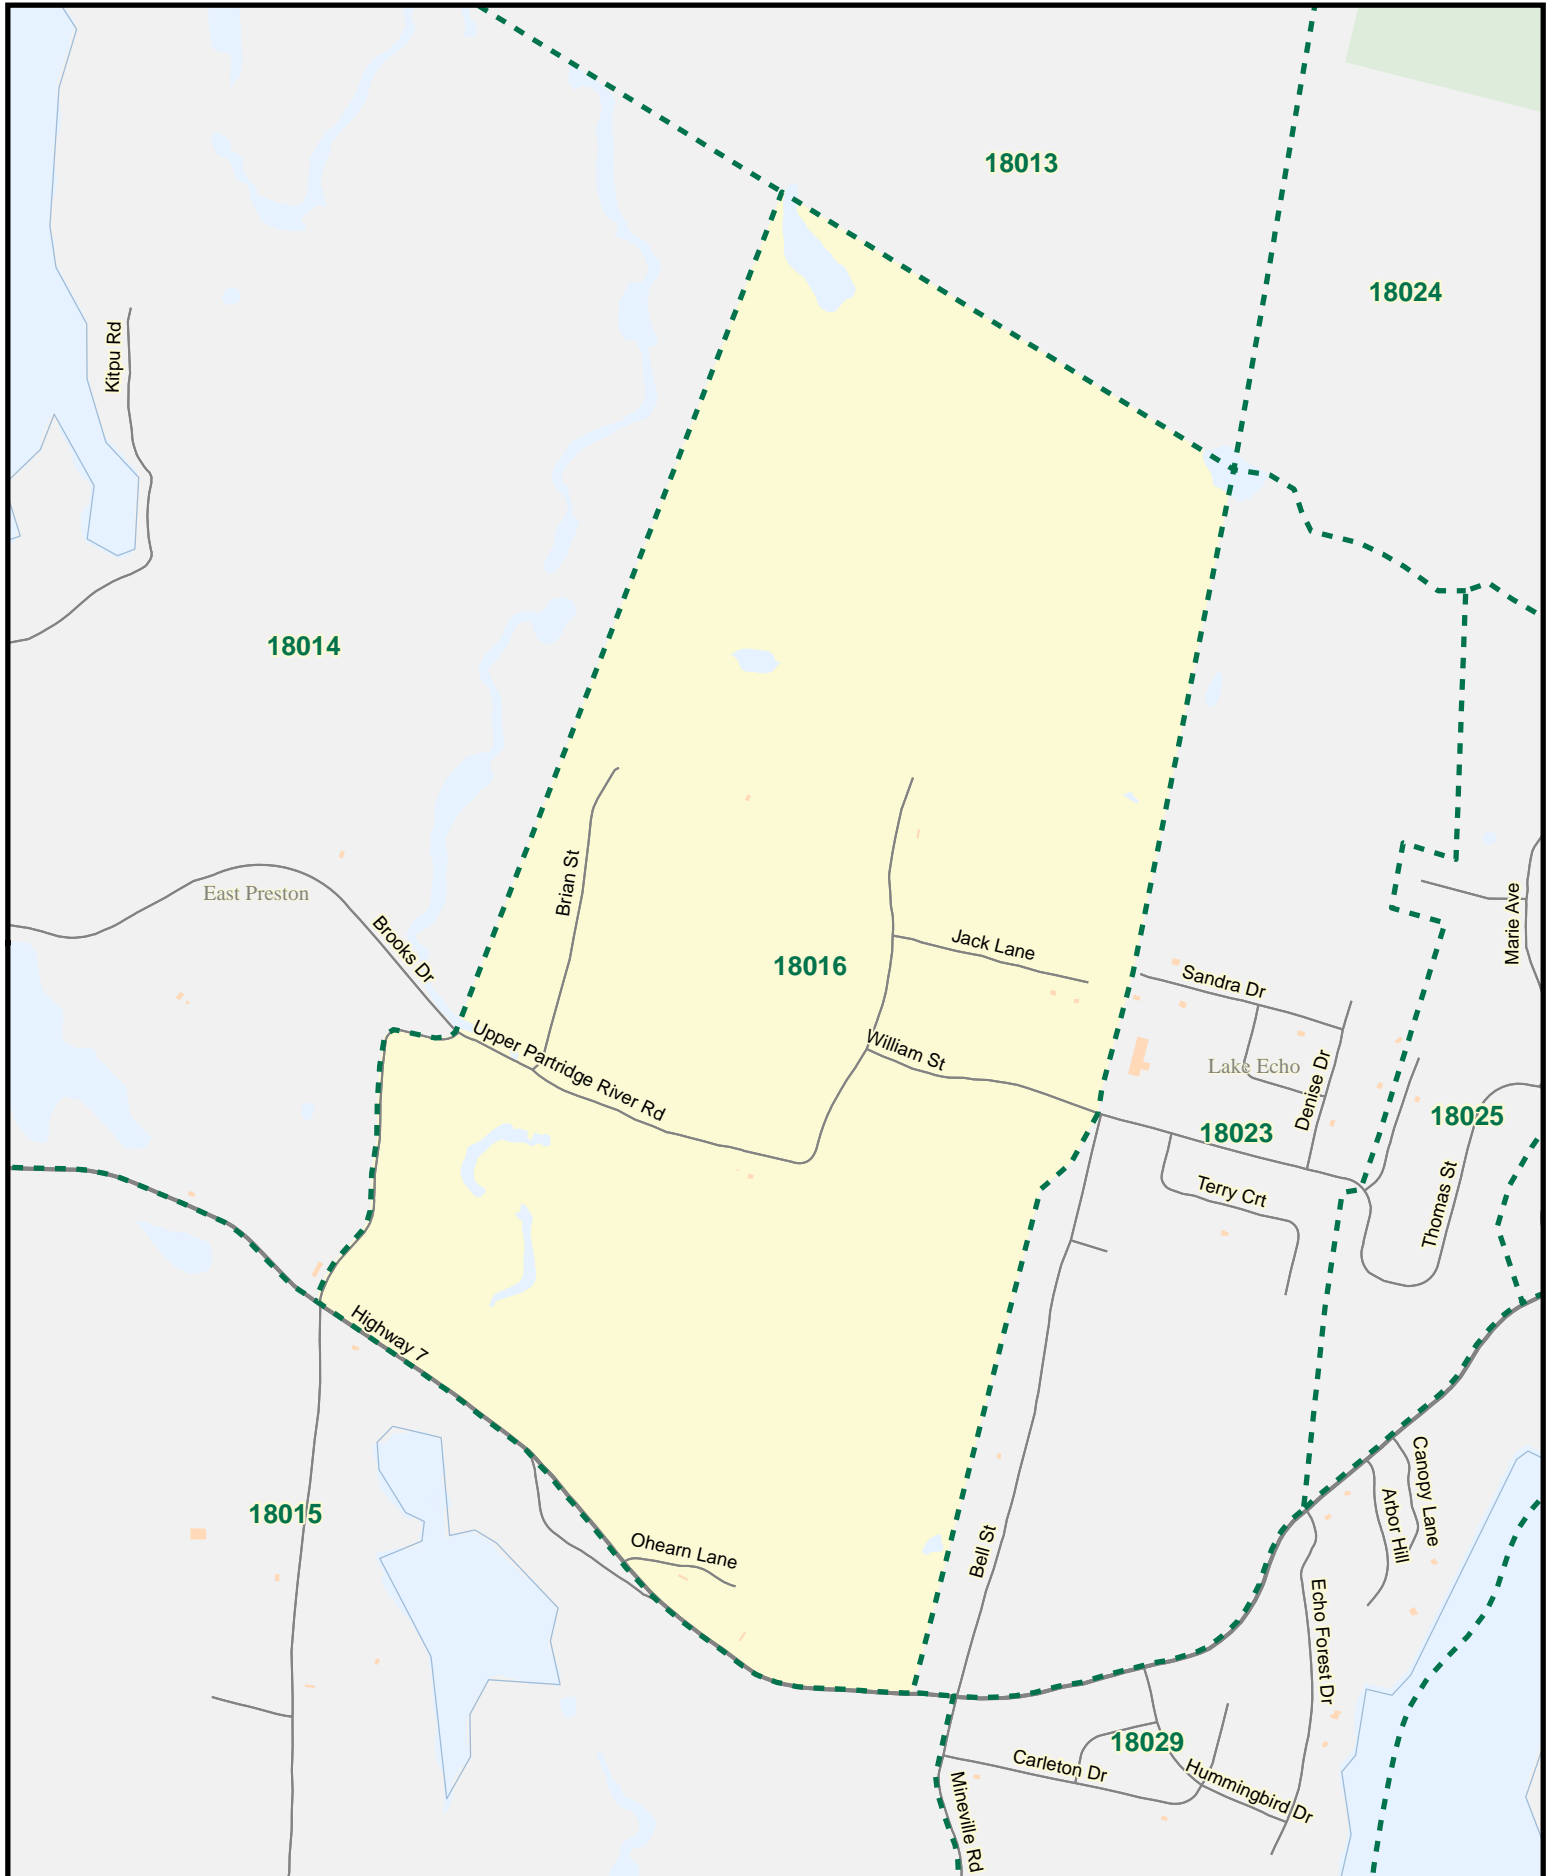 18013
18024
Kitpu Rd
18014
East Preston
Brooks Dr
Brian St
Marie Ave
Jack Lane
18016
Sandra Dr
Upper Partridge River Rd
William St
Lake Echo
Denise Dr
18025
18023
Terry Crt
Thomas St
Highway 7
18015
Canopy Lane
Arbor Hill
Ohearn Lane
Bell St
Echo Forest Dr
18029
Carleton Dr
Hummingbird Dr
Mineville Rd